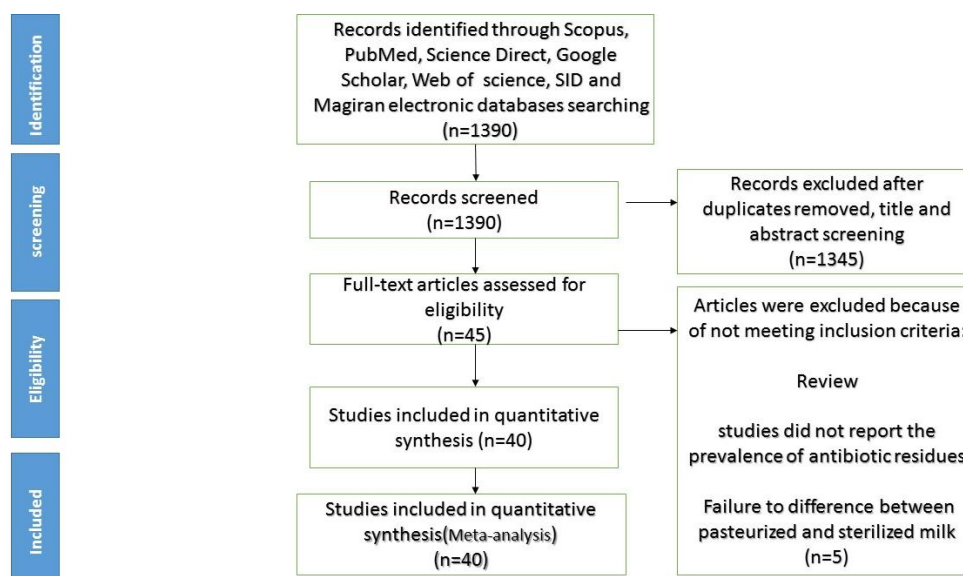 Identification
Records identified through Scopus,
PubMed, Science Direct, Google
Scholar, Web of science, SID and
Magiran electronic databases searching
(n=1390)
screening
Records screened
(n=1390)
Records excluded after
duplicates removed, title and
abstract screening
(n=1345)
Eligibility
Full-text articles assessed for
eligibility
(n=45)
Articles were excluded because
of not meeting inclusion criteria:
Review
studies did not report the
prevalence of antibiotic residues
Failure to difference between
pasteurized and sterilized milk
(n=5)
Studies included in quantitative
synthesis (n=40)
Included
Studies included in quantitative
synthesis(Meta-analysis)
(n=40)